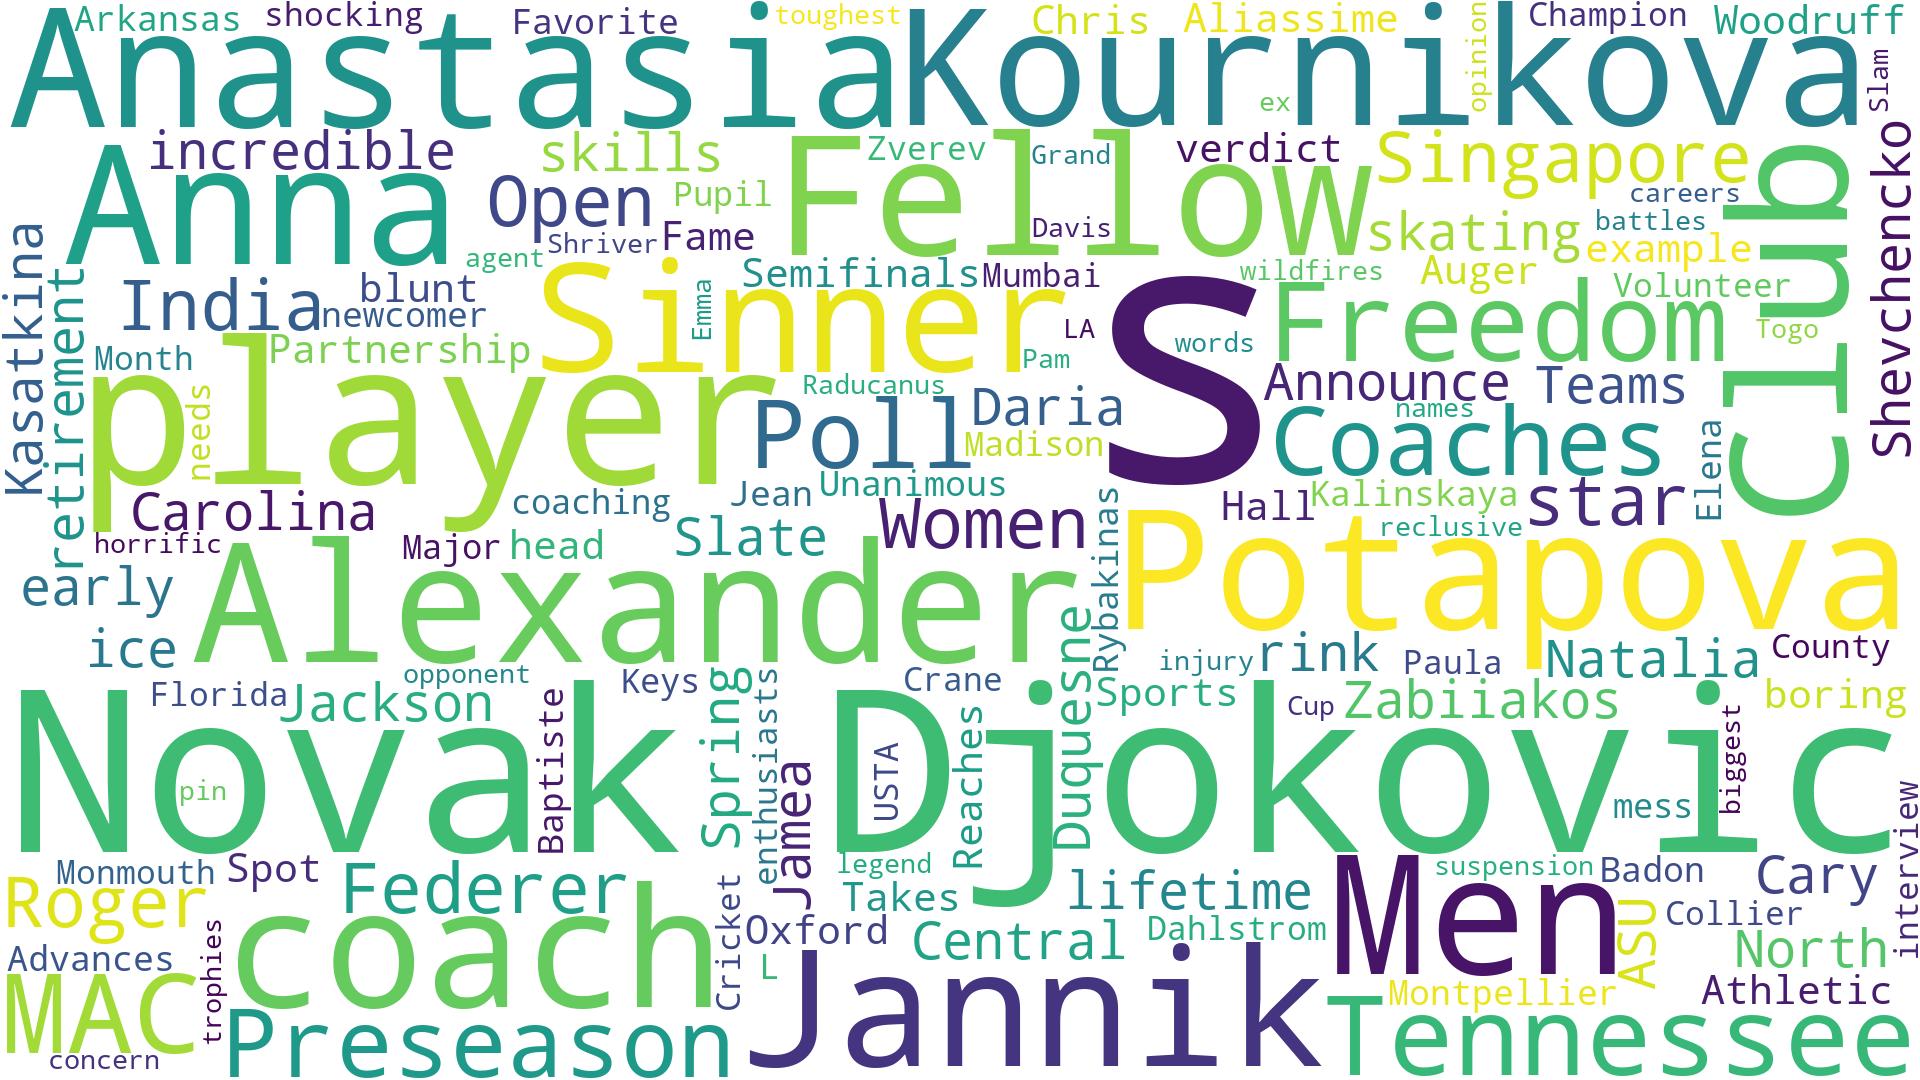 Arkansas
shocking
Favorite
toughest
Chris
Aliassime
opinion
Champion
Woodruff
Anastasia
Kournikova
Slam
ex
incredible
skills
Zverev
Grand
verdict
Singapore
Shevchencko
Anna
Open
Pupil
Fellow
careers
Club
Kasatkina
Shriver
Fame
Davis
skating
battles
example
agent
retirement
India
blunt
newcomer
Sinner
Semifinals
Mumbai
wildfires
Auger
Volunteer
Emma
LA
S
words
Freedom
Togo
Month
Partnership
Pam
player
needs
Raducanus
Poll
Daria
Madison
Announce
Teams
names
Coaches
Elena
Carolina
coaching
Jean
Unanimous
Women
Rybakinas
Hall
Kalinskaya
star
reclusive
horrific
Major
head
Slate
early
Alexander
Duquesne
Potapova
ice
injury
rink
Paula
Natalia
County
Florida
Jackson
opponent
Keys
Spring
enthusiasts
Crane
Sports
Cup
Zabiiakos
boring
Novak
pin
Baptiste
Jamea
Djokovic
USTA
Reaches
biggest
mess
interview
Monmouth
Spot
legend
suspension
Badon
Cary
Roger
Federer
Takes
lifetime
Men
ASU
Collier
Advances
trophies
coach
Cricket
Oxford
Central
Dahlstrom
North
MAC
L
Jannik
Montpellier
Athletic
concern
Preseason
Tennessee